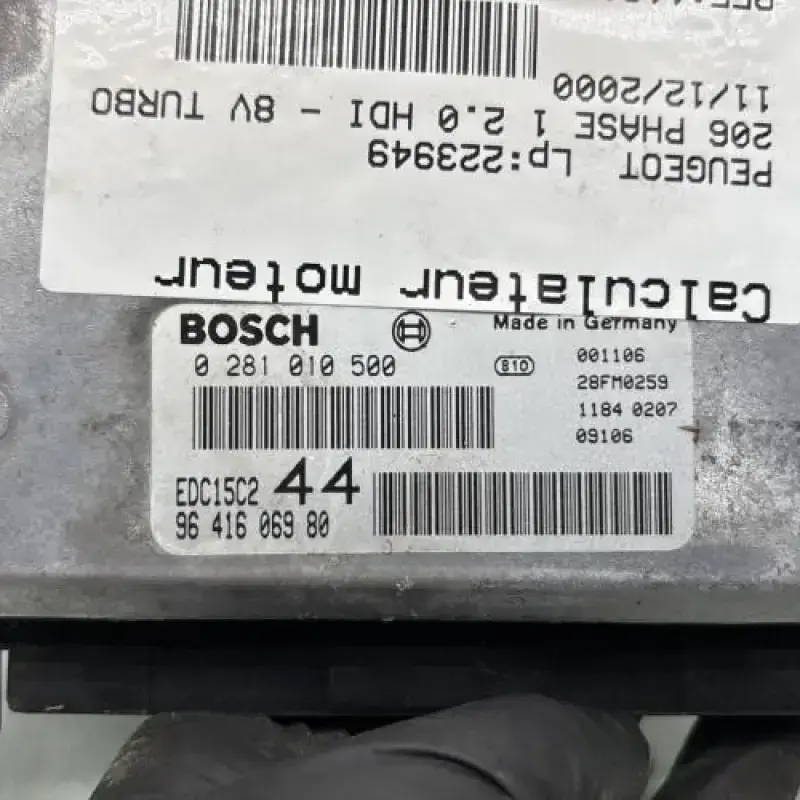 Calculateur moteur
PEUGEOT Lp:223949
206 PHASE 1 2.0 HDI - 8V TURBO
11/12/2000
BOSCH
Made in Germany
0 281 010 500
810
001106
28FM0259
1184 0207
09106
EDC15C2 44
96 416 069 80